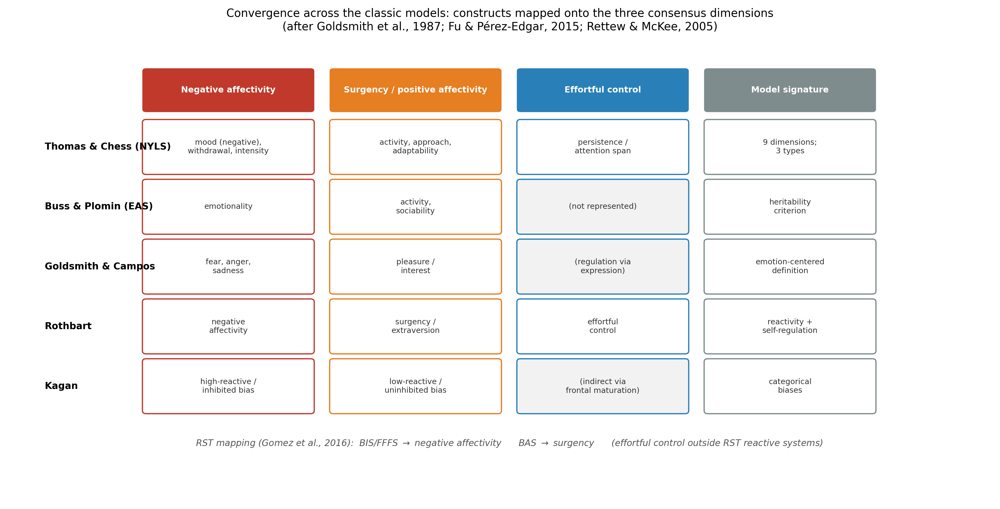 Convergence across the classic models: constructs mapped onto the three consensus dimensions
(after Goldsmith et al., 1987; Fu & Pérez-Edgar, 2015; Rettew & McKee, 2005)
Negative affectivity
Surgency / positive affectivity
Effortful control
Model signature
Thomas & Chess (NYLS)
mood (negative),
withdrawal, intensity
activity, approach,
adaptability
persistence /
attention span
9 dimensions;
3 types
Buss & Plomin (EAS)
emotionality
activity,
sociability
(not represented)
heritability
criterion
Goldsmith & Campos
fear, anger,
sadness
pleasure /
interest
(regulation via
expression)
emotion-centered
definition
Rothbart
negative
affectivity
surgency /
extraversion
effortful
control
reactivity +
self-regulation
Kagan
high-reactive /
inhibited bias
low-reactive /
uninhibited bias
(indirect via
frontal maturation)
categorical
biases
RST mapping (Gomez et al., 2016): BIS/FFFS → negative affectivity BAS → surgency (effortful control outside RST reactive systems)